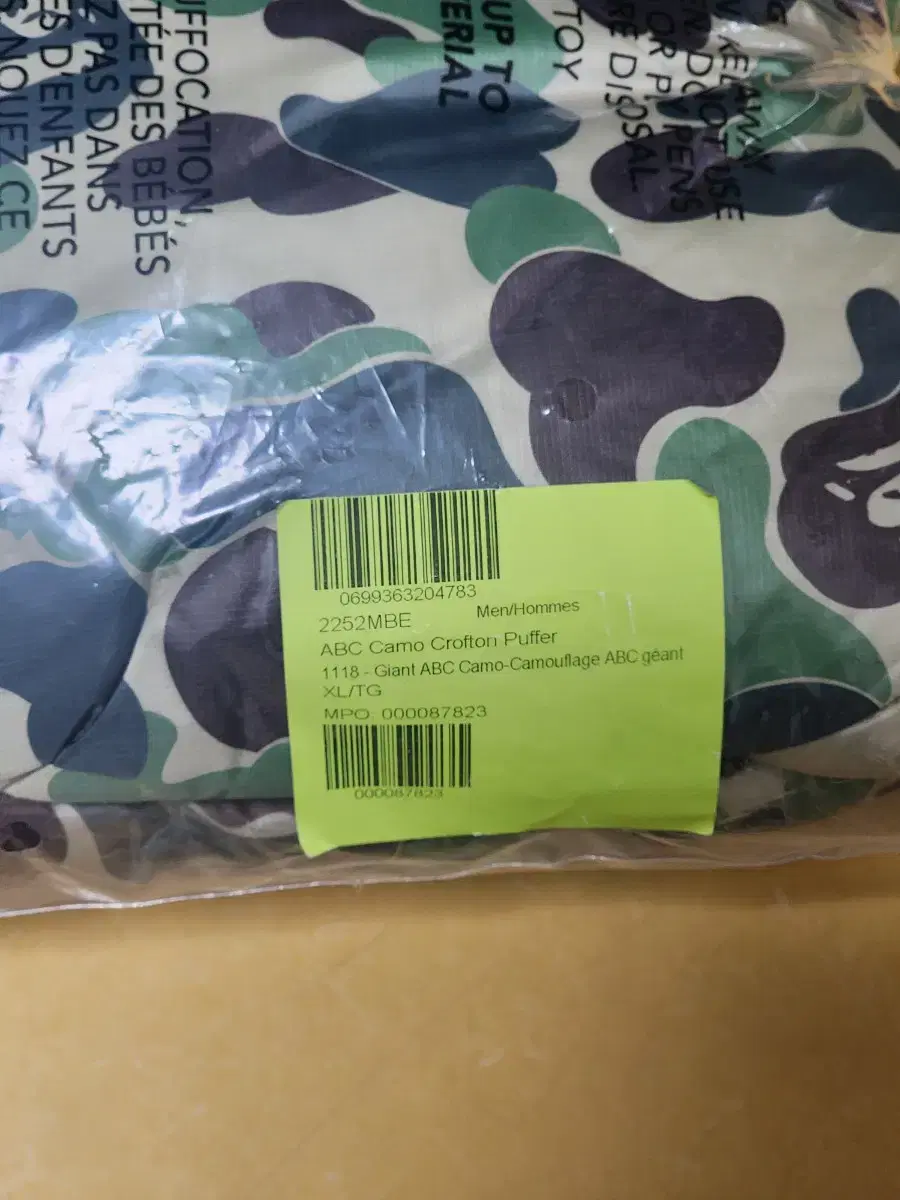 UFFOCATION,
TÉE DES BÉBÉS
Z PAS DANS
ES D'ENFANTS
S NOUEZ CE
UP TO
ERIAL
TOY
0699363204783
2252MBE Men/Hommes
ABC Camo Crofton Puffer
1118 - Giant ABC Camo-Camouflage ABC géant
XL/TG
MPO: 000087823
000087823